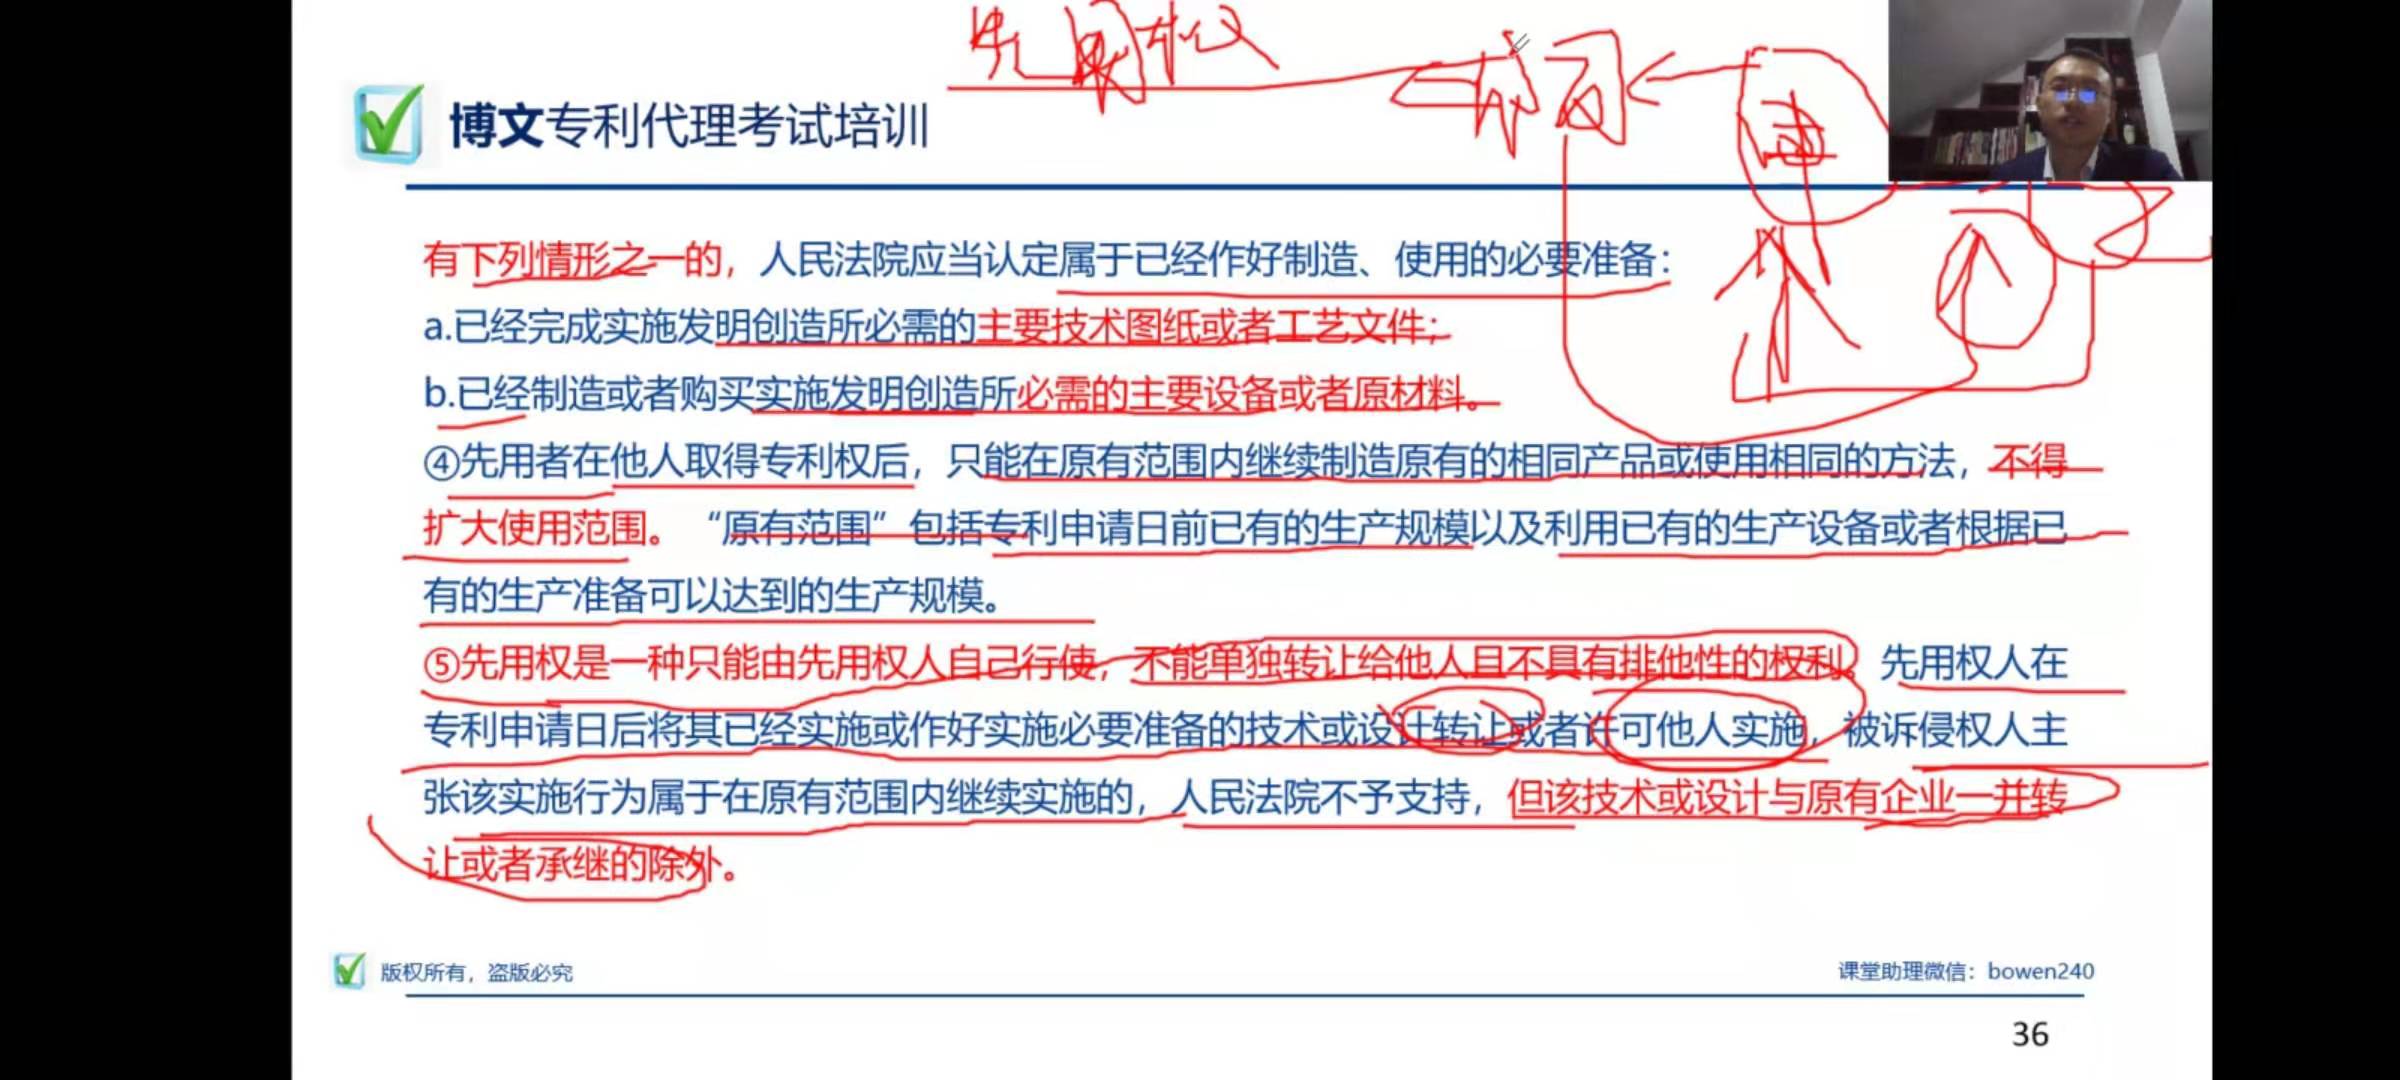 先用权
博文专利代理考试培训
有下列情形之一的，人民法院应当认定属于已经作好制造、使用的必要准备：
a.已经完成实施发明创造所必需的主要技术图纸或者工艺文件；
b.已经制造或者购买实施发明创造所必需的主要设备或者原材料。
④先用者在他人取得专利权后，只能在原有范围内继续制造原有的相同产品或使用相同的方法，不得
扩大使用范围。“原有范围”包括专利申请日前已有的生产规模以及利用已有的生产设备或者根据已
有的生产准备可以达到的生产规模。
⑤先用权是一种只能由先用权人自己行使，不能单独转让给他人且不具有排他性的权利。先用权人在
专利申请日后将其已经实施或作好实施必要准备的技术或设计转让或者许可他人实施，被诉侵权人主
张该实施行为属于在原有范围内继续实施的，人民法院不予支持，但该技术或设计与原有企业一并转
让或者承继的除外。
版权所有，盗版必究
课堂助理微信：bowen240
36